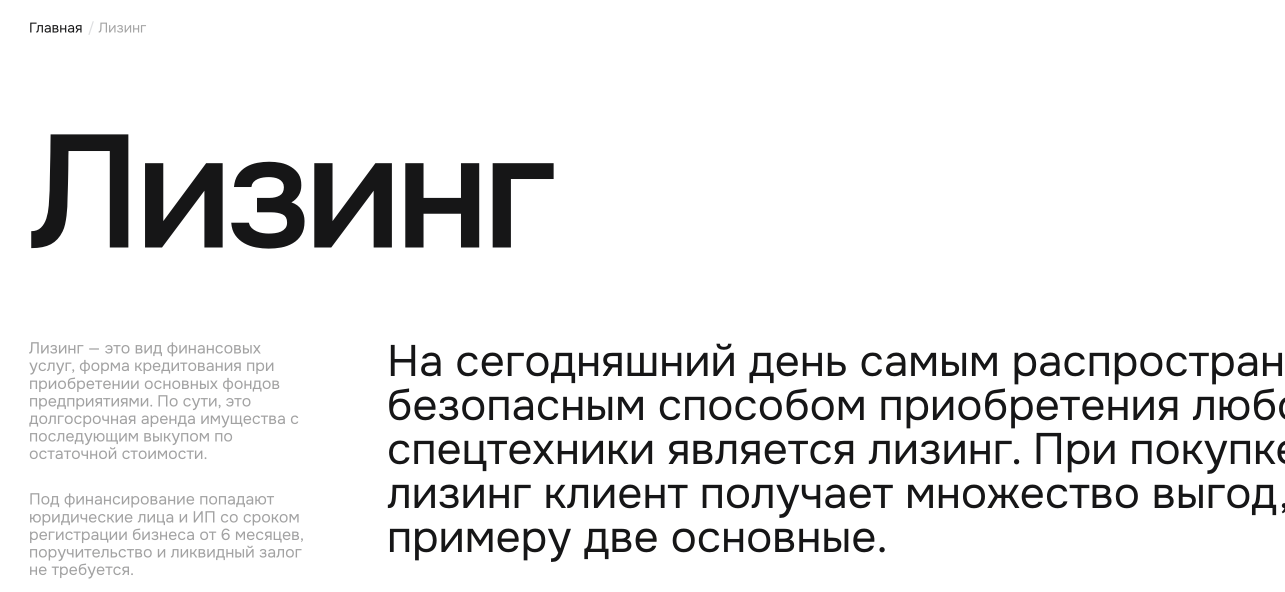 Главная / Лизинг
Лизинг
Лизинг — это вид финансовых
услуг, форма кредитования при
приобретении основных фондов
предприятиями. По сути, это
долгосрочная аренда имущества с
последующим выкупом по
остаточной стоимости.
Под финансирование попадают
юридические лица и ИП со сроком
регистрации бизнеса от 6 месяцев,
поручительство и ликвидный залог
не требуется.
На сегодняшний день самым
безопасным способом приобретения
спецтехники является лизинг. При
лизинг клиент получает множество выгод,
примеру две основные.